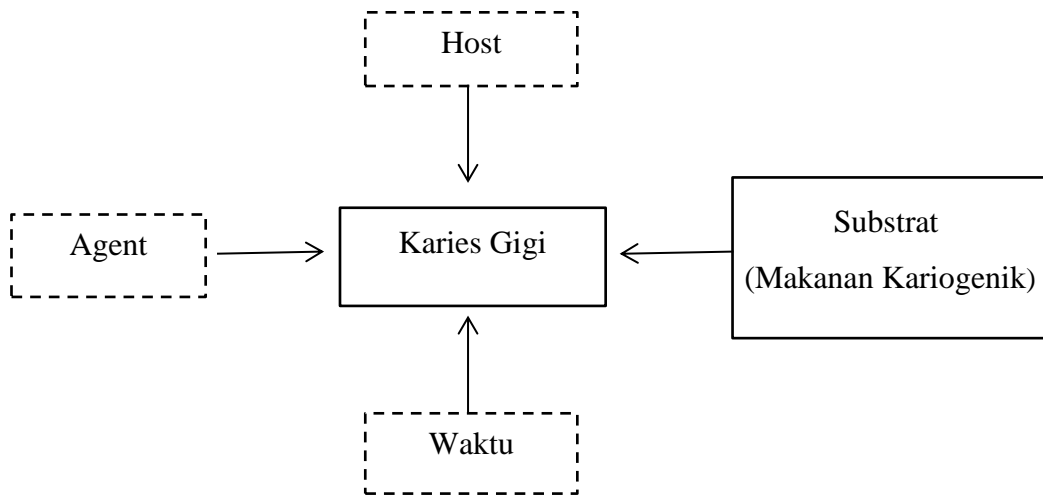 Host
Agent
Karies Gigi
Substrat
(Makanan Kariogenik)
Waktu